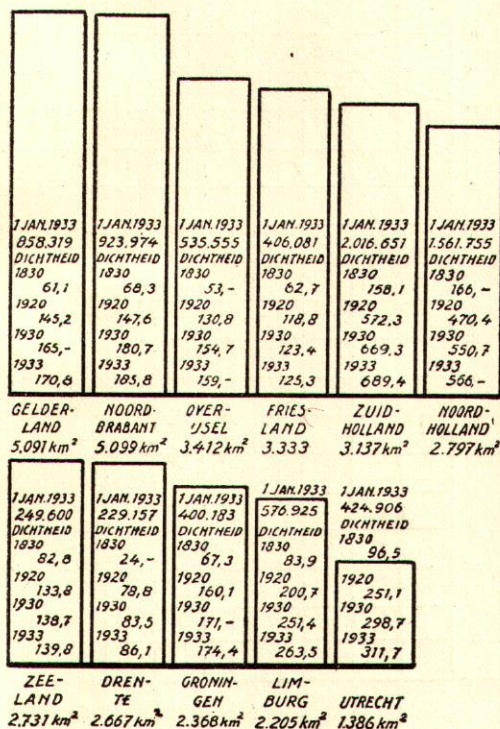 1 JAN. 1933
858.319
DICHTHEID
1830
61,1
1920
145,2
1930
165,-
1933
170,8
GELDER-
LAND
5.091 km²
1 JAN. 1933
923,974
DICHTHEID
1830
68,3
1920
147,6
1930
180,7
1933
185,8
NOORD-
BRABANT
5.099 km²
1 JAN. 1933
535.555
DICHTHEID
1830
53,-
1920
130,8
1930
154,7
1933
159,-
OVER-
IJSEL
3.412 km²
1 JAN. 1933
406.081
DICHTHEID
1830
62,7
1920
118,8
1930
123,4
1933
125,3
FRIES-
LAND
3.333
1 JAN. 1933
2.016.651
DICHTHEID
1830
158,1
1920
572,3
1930
669.3
1933
689,4
ZUID-
HOLLAND
3.137 km²
1 JAN. 1933
1.561.755
DICHTHEID
1830
166,-
1920
470,4
1930
550,7
1933
566,-
NOORD-
HOLLAND
2.797 km²
1 JAN. 1933
249.600
DICHTHEID
1830
82,8
1920
133,8
1930
138,7
1933
139,8
ZEE-
LAND
2.731 km²
1 JAN. 1933
229.157
DICHTHEID
1830
24,-
1920
78,8
1930
83,5
1933
86,1
DREN-
TE
2.667 km²
1 JAN. 1933
400.183
DICHTHEID
1830
67,3
1920
160,1
1930
171,-
1933
174,4
GRONIN-
GEN
2.368 km²
1 JAN. 1933
576.925
DICHTHEID
1830
83,9
1920
200,7
1930
251,4
1933
263,5
LIM-
BURG
2.205 km²
1 JAN. 1933
424.906
DICHTHEID
1830
96,5
1920
251,1
1930
298,7
1933
311,7
UTRECHT
1.386 km²